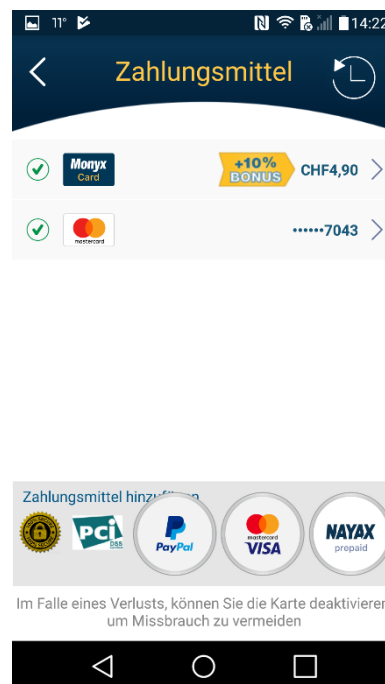 11° 14:22
Zahlungsmittel
Monyx
Card
+10%
BONUS
CHF4,90
mastercard
••••••7043
Zahlungsmittel hinzufügen
PCI
DSS
PayPal
mastercard
VISA
NAYAX
prepaid
Im Falle eines Verlusts, können Sie die Karte deaktivieren
um Missbrauch zu vermeiden